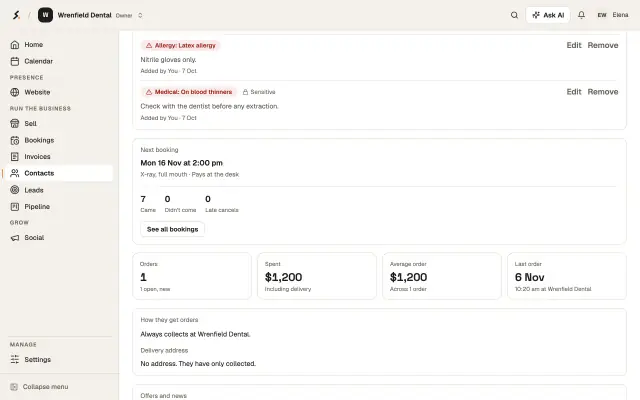 W Wrenfield Dental Owner
Ask AI
EW Elena
Home
Calendar
PRESENCE
Website
RUN THE BUSINESS
Sell
Bookings
Invoices
Contacts
Leads
Pipeline
GROW
Social
MANAGE
Settings
Collapse menu
Allergy: Latex allergy
Edit Remove
Nitrile gloves only.
Added by You · 7 Oct
Medical: On blood thinners Sensitive
Edit Remove
Check with the dentist before any extraction.
Added by You · 7 Oct
Next booking
Mon 16 Nov at 2:00 pm
X-ray, full mouth · Pays at the desk
7 0 0
Came Didn't come Late cancels
See all bookings
Orders
1
1 open, new
Spent
$1,200
Including delivery
Average order
$1,200
Across 1 order
Last order
6 Nov
10:20 am at Wrenfield Dental
How they get orders
Always collects at Wrenfield Dental.
Delivery address
No address. They have only collected.
Offers and news